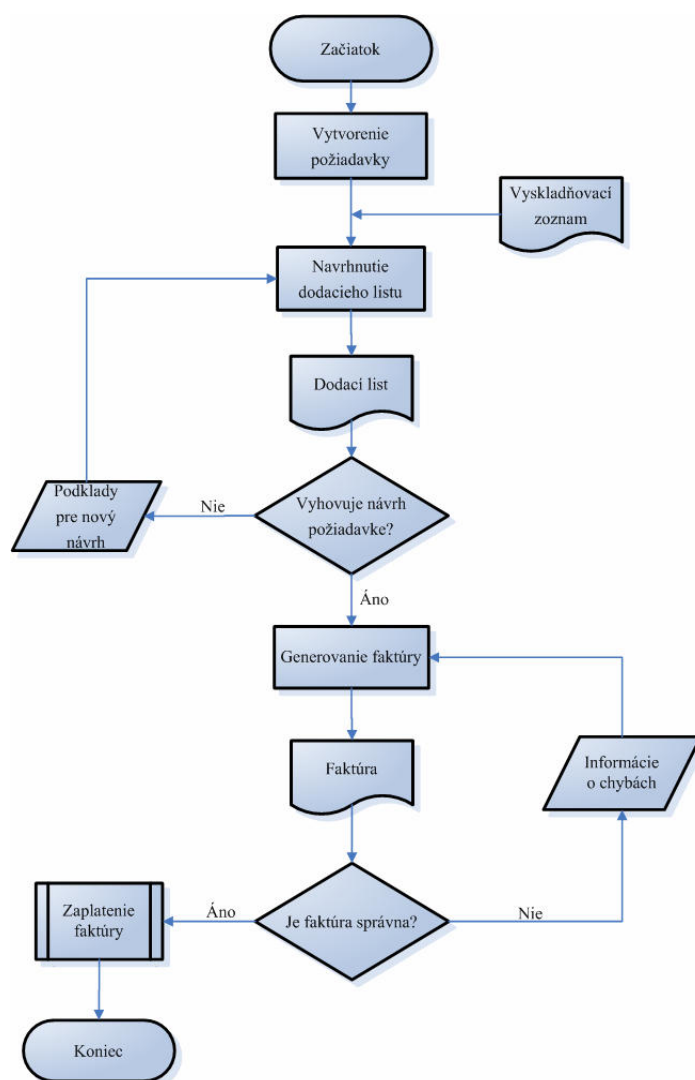 Začiatok
Vytvorenie
požiadavky
Vyskladňovací
zoznam
Navrhnutie
dodacieho listu
Dodací list
Podklady
pre nový
návrh
Nie
Vyhovuje návrh
požiadavke?
Áno
Generovanie faktúry
Faktúra
Informácie
o chybách
Zaplatenie
faktúry
Áno
Je faktúra správna?
Nie
Koniec